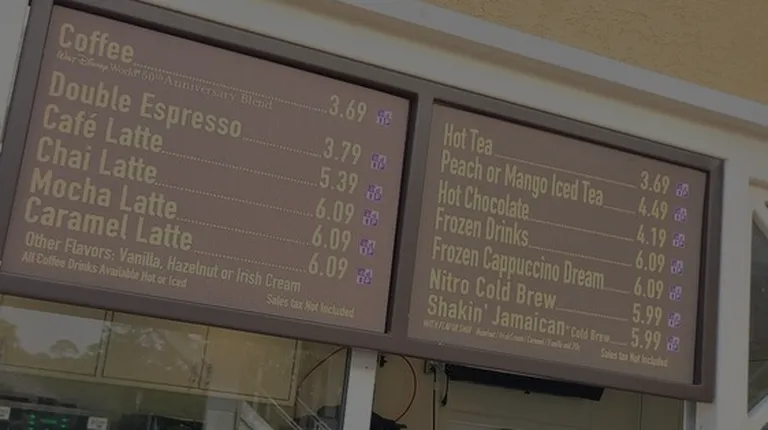 Coffee 3.69
Walt Disney World® 50th Anniversary Blend
Double Espresso 3.79
Café Latte 5.39
Chai Latte 6.09
Mocha Latte 6.09
Caramel Latte 6.09
Other Flavors: Vanilla, Hazelnut or Irish Cream
All Coffee Drinks Available Hot or Iced
Sales tax Not Included
Hot Tea 3.69
Peach or Mango Iced Tea 4.49
Hot Chocolate 4.19
Frozen Drinks 6.09
Frozen Cappuccino Dream 6.09
Nitro Cold Brew 5.99
Shakin' Jamaican® Cold Brew 5.99
Sales tax Not Included